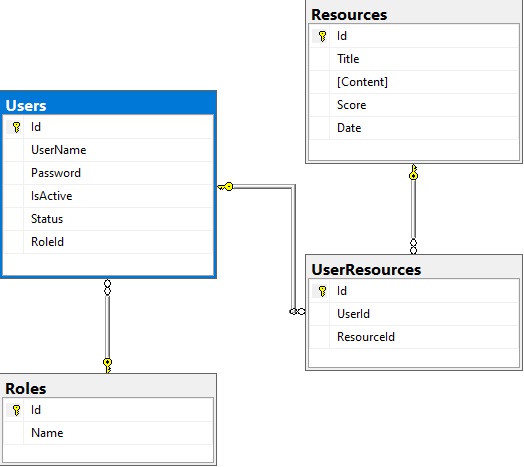 Resources
Id
Title
[Content]
Score
Date
Users
Id
UserName
Password
IsActive
Status
RoleId
UserResources
Id
UserId
ResourceId
Roles
Id
Name